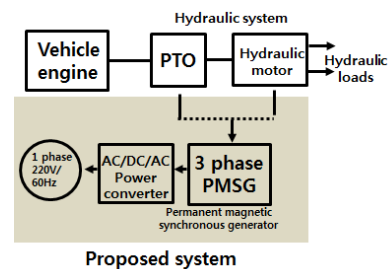 Hydraulic system
Vehicle
engine
PTO
Hydraulic
motor
Hydraulic
loads
1 phase
220V/
60Hz
AC/DC/AC
Power
converter
3 phase
PMSG
Permanent magnetic
synchronous generator
Proposed system